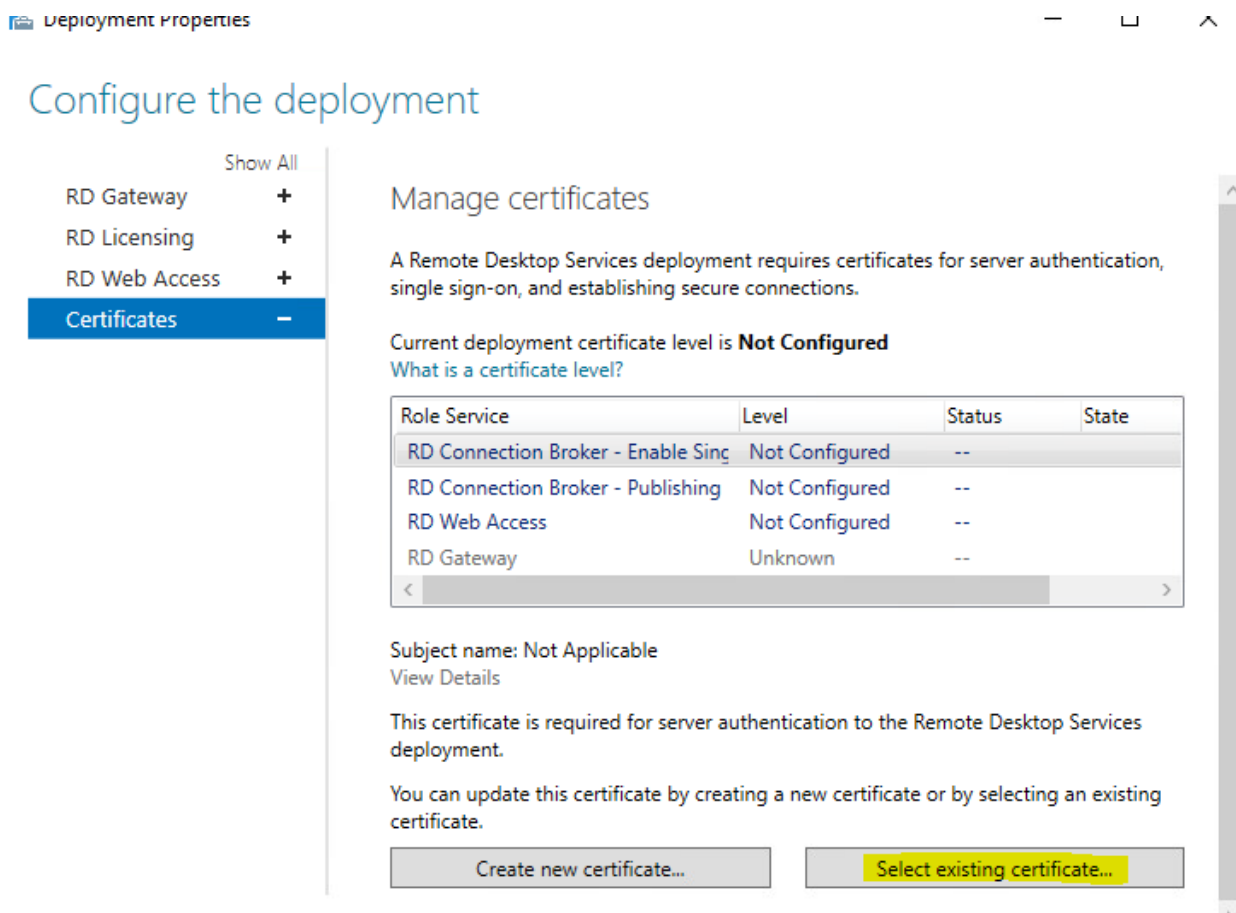 Deployment Properties
Configure the deployment
Show All
RD Gateway +
RD Licensing +
RD Web Access +
Certificates –
Manage certificates
A Remote Desktop Services deployment requires certificates for server authentication,
single sign-on, and establishing secure connections.
Current deployment certificate level is Not Configured
What is a certificate level?
Role Service Level Status State
RD Connection Broker - Enable Sing Not Configured --
RD Connection Broker - Publishing Not Configured --
RD Web Access Not Configured --
RD Gateway Unknown --
Subject name: Not Applicable
View Details
This certificate is required for server authentication to the Remote Desktop Services
deployment.
You can update this certificate by creating a new certificate or by selecting an existing
certificate.
Create new certificate... Select existing certificate...